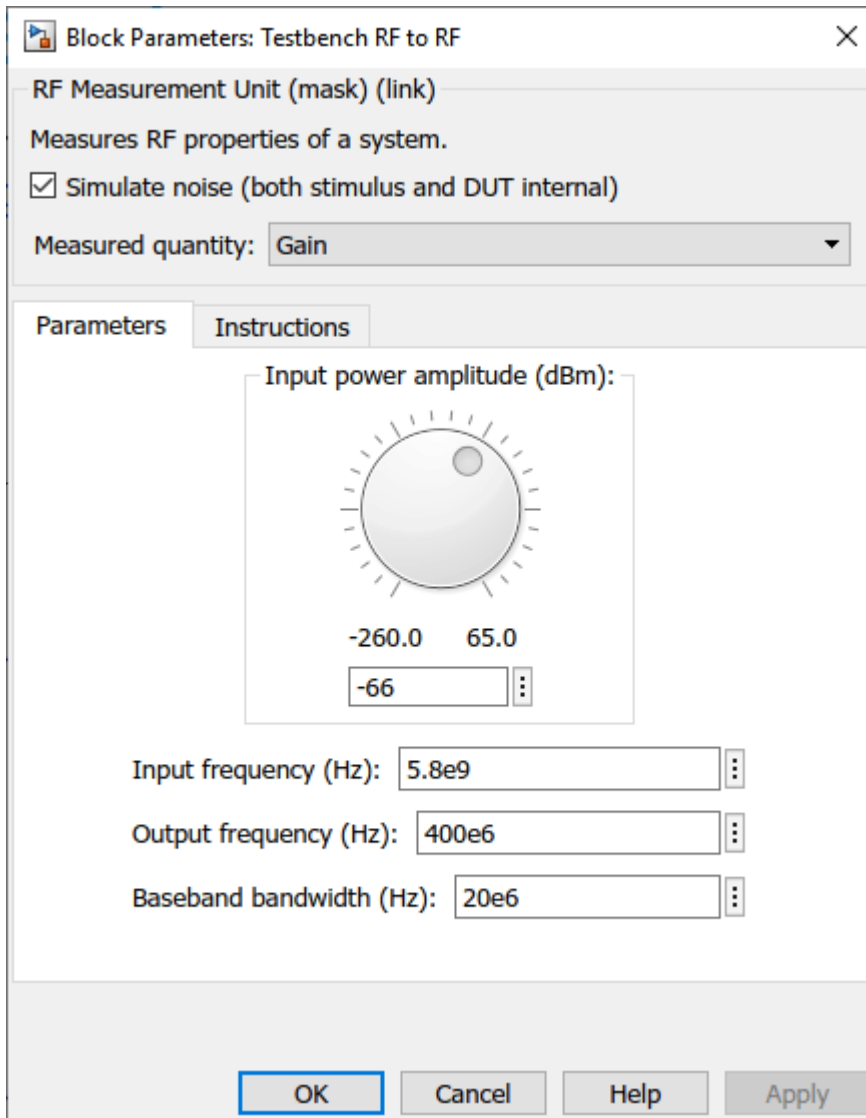 Block Parameters: Testbench RF to RF
RF Measurement Unit (mask) (link)
Measures RF properties of a system.
Simulate noise (both stimulus and DUT internal)
Measured quantity: Gain
Parameters Instructions
Input power amplitude (dBm):
-260.0 65.0
-66
Input frequency (Hz): 5.8e9
Output frequency (Hz): 400e6
Baseband bandwidth (Hz): 20e6
OK Cancel Help Apply